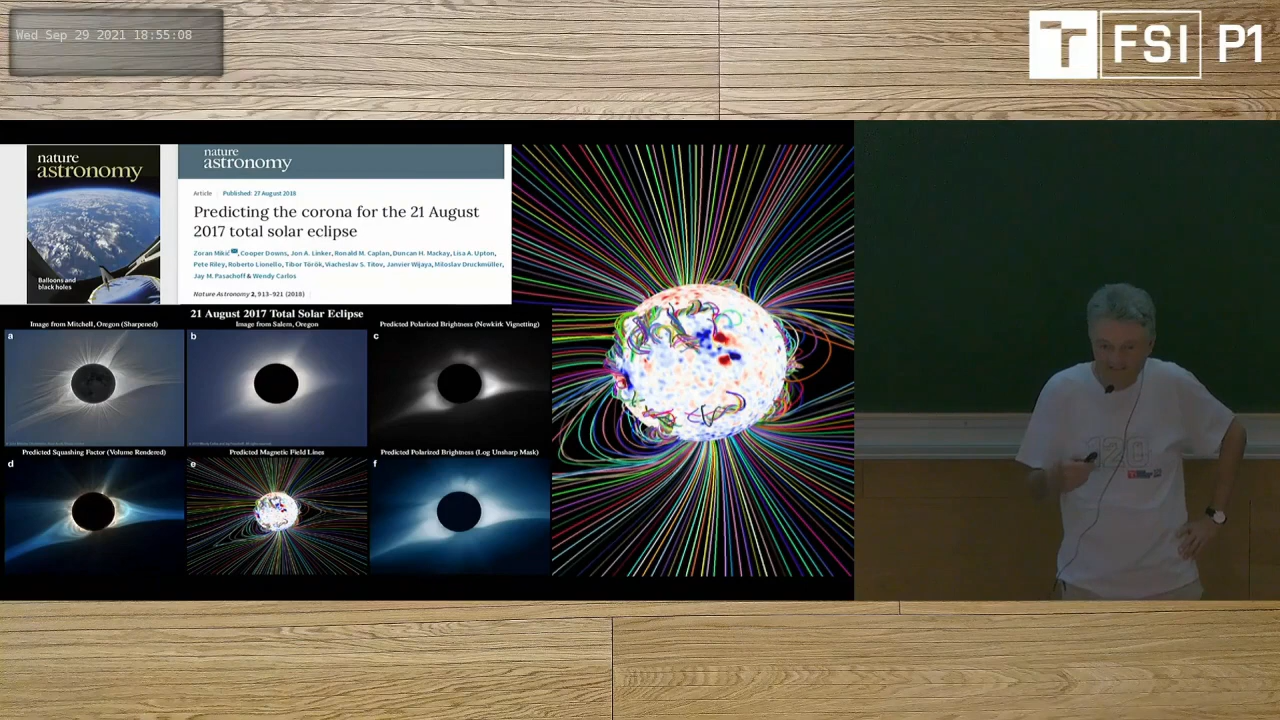 Wed Sep 29 2021 18:55:08
T FSI P1
nature
astronomy
Balloons and
black holes
nature
astronomy
Article Published: 27 August 2018
Predicting the corona for the 21 August
2017 total solar eclipse
Zoran Mikić, Cooper Downs, Jon A. Linker, Ronald M. Caplan, Duncan H. Mackay, Lisa A. Upton,
Pete Riley, Roberto Lionello, Tibor Török, Viacheslav S. Titov, Janvier Wijaya, Miloslav Druckmüller,
Jay M. Pasachoff & Wendy Carlos
Nature Astronomy 2, 913–921 (2018)
21 August 2017 Total Solar Eclipse
Image from Mitchell, Oregon (Sharpened)
Image from Salem, Oregon
Predicted Polarized Brightness (Newkirk Vignetting)
a
b
c
Predicted Squashing Factor (Volume Rendered)
Predicted Magnetic Field Lines
Predicted Polarized Brightness (Log Unsharp Mask)
d
e
f
120